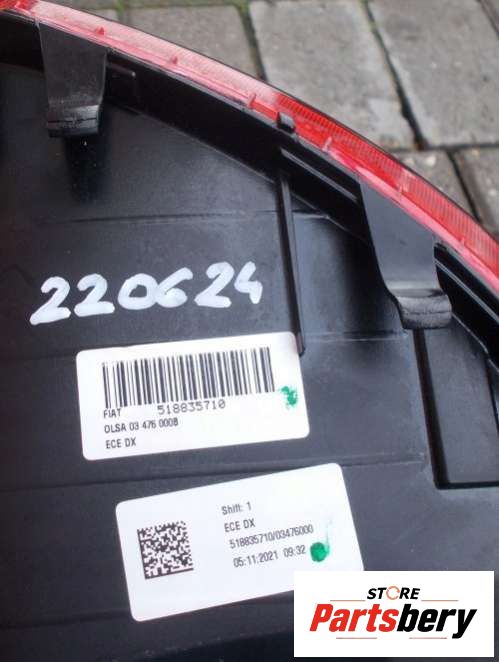 220624
FIAT 518835710
OLSA 03 476 000B
ECE DX
Shift: 1
ECE DX
518835710/03476000
05:11:2021 09:32
STORE
Partsbery